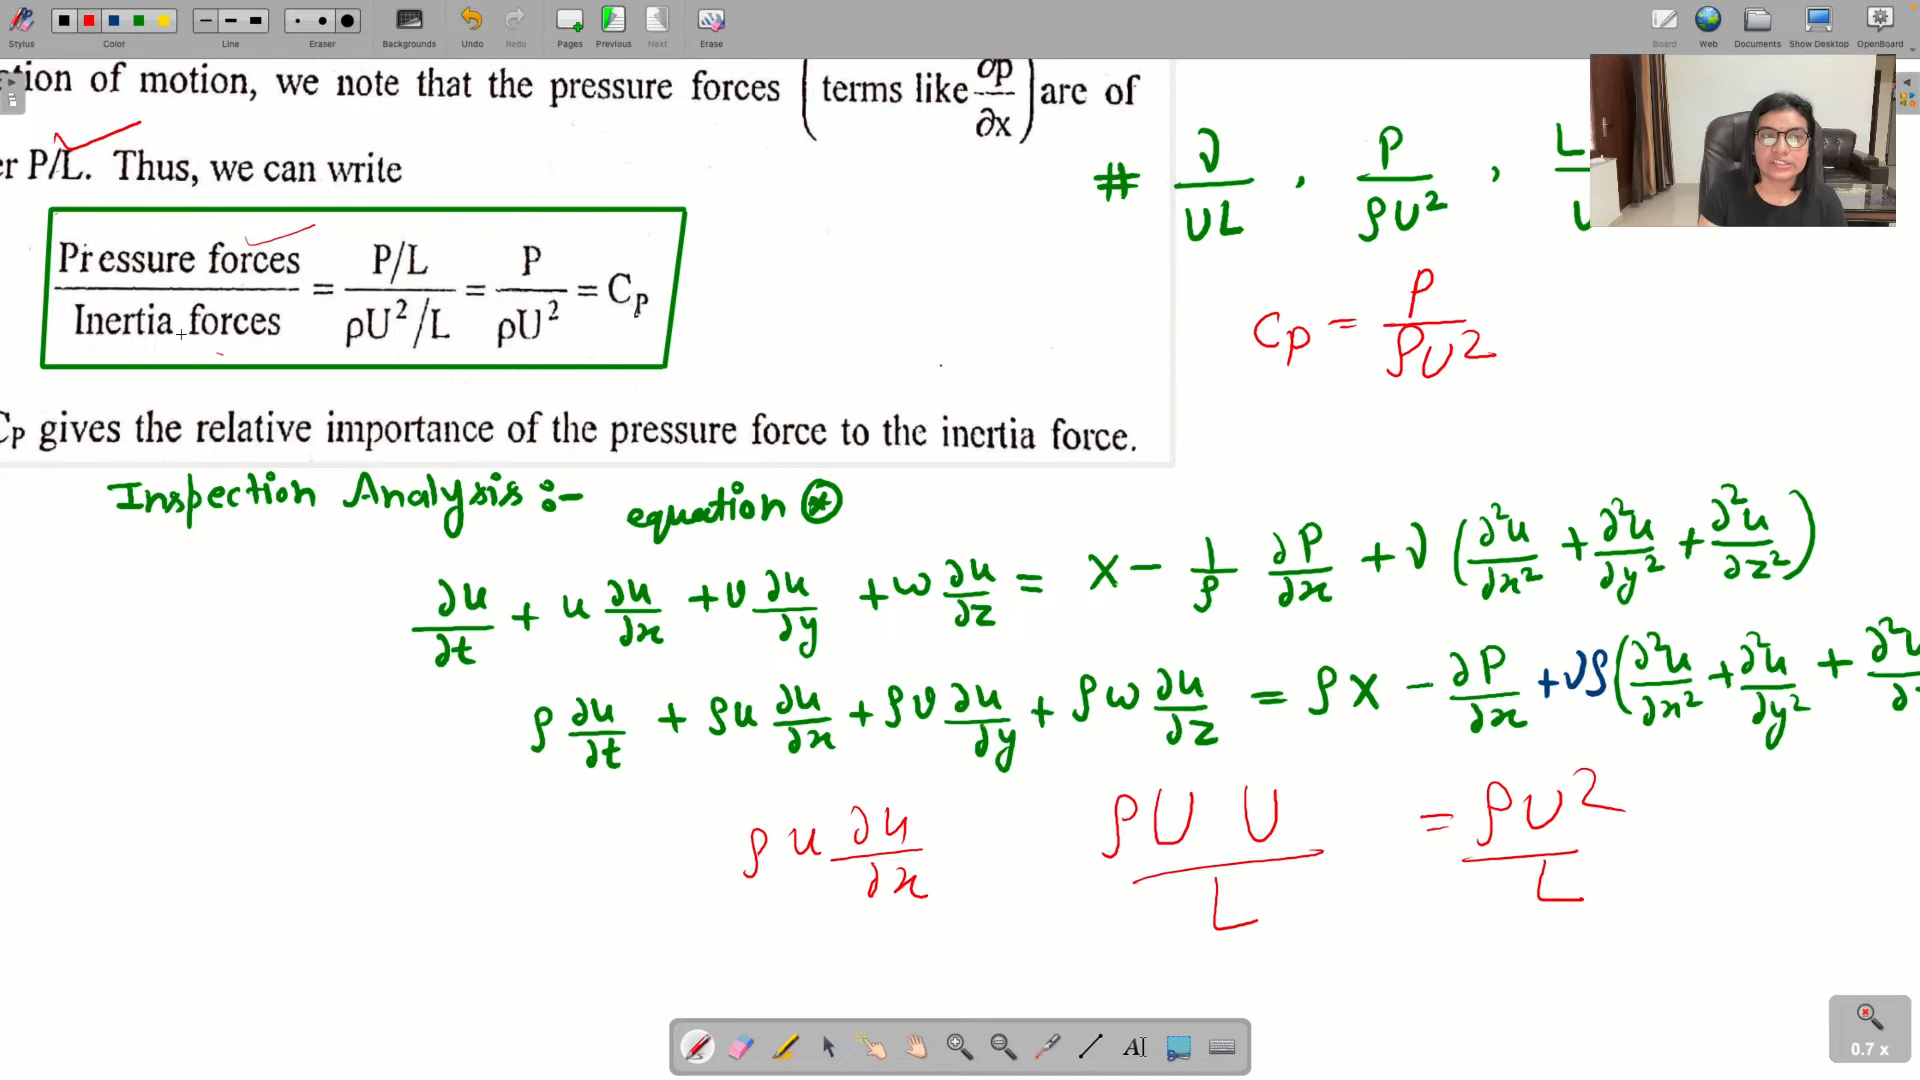 Stylus Color Line Eraser Backgrounds Undo Redo Pages Previous Next Erase Board Web Documents Show Desktop OpenBoard
tion of motion, we note that the pressure forces (terms like ∂p/∂x) are of
er P/L. Thus, we can write
Pressure forces / Inertia forces = P/L / ρU²/L = P / ρU² = C_P
C_P gives the relative importance of the pressure force to the inertia force.
# ν/UL , P/ρU² , L/U
C_p = P/ρU²
Inspection Analysis :- equation ⊛
∂u/∂t + u ∂u/∂x + v ∂u/∂y + w ∂u/∂z = X - 1/ρ ∂P/∂x + ν (∂²u/∂x² + ∂²u/∂y² + ∂²u/∂z²)
ρ ∂u/∂t + ρu ∂u/∂x + ρv ∂u/∂y + ρw ∂u/∂z = ρX - ∂P/∂x + νρ (∂²u/∂x² + ∂²u/∂y² + ∂²u/∂
ρ u ∂u/∂x ρU U/L = ρU²/L
AI
0.7 x